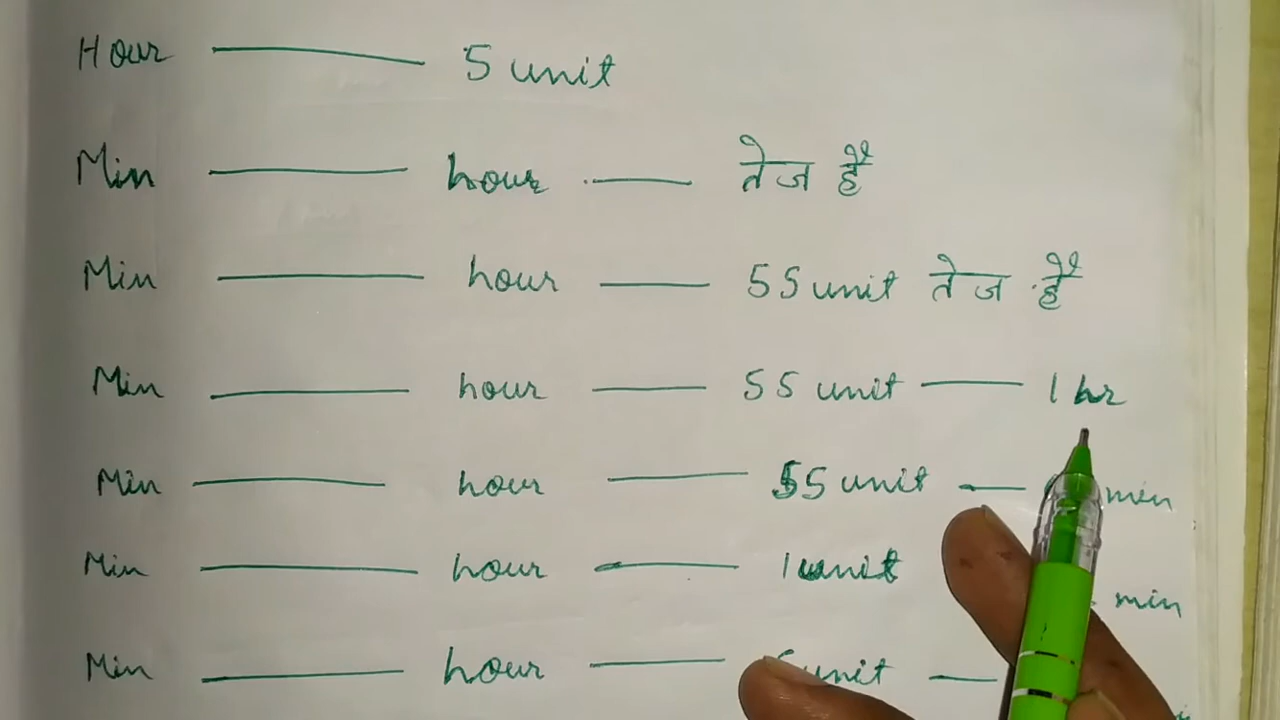 Hour —— 5 unit
Min —— hour —— तेज हैं
Min —— hour —— 55 unit तेज हैं
Min —— hour —— 55 unit —— 1 hr
Min —— hour —— 55 unit — min
Min —— hour —— 1 unit min
Min —— hour —— unit —